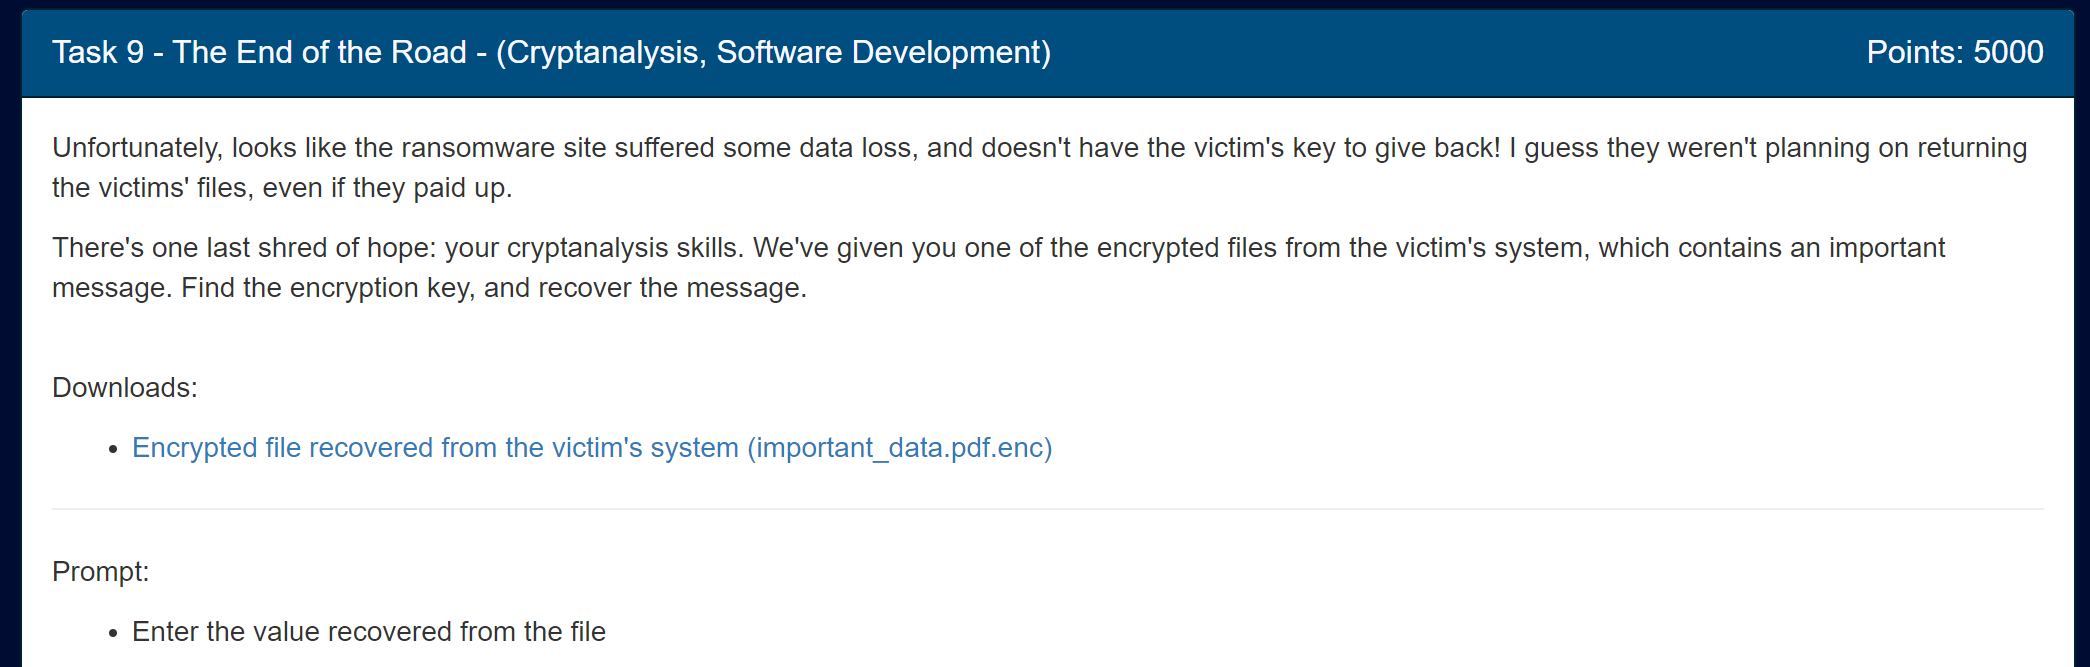 Task 9 - The End of the Road - (Cryptanalysis, Software Development) Points: 5000
Unfortunately, looks like the ransomware site suffered some data loss, and doesn't have the victim's key to give back! I guess they weren't planning on returning
the victims' files, even if they paid up.
There's one last shred of hope: your cryptanalysis skills. We've given you one of the encrypted files from the victim's system, which contains an important
message. Find the encryption key, and recover the message.
Downloads:
• Encrypted file recovered from the victim's system (important_data.pdf.enc)
Prompt:
• Enter the value recovered from the file